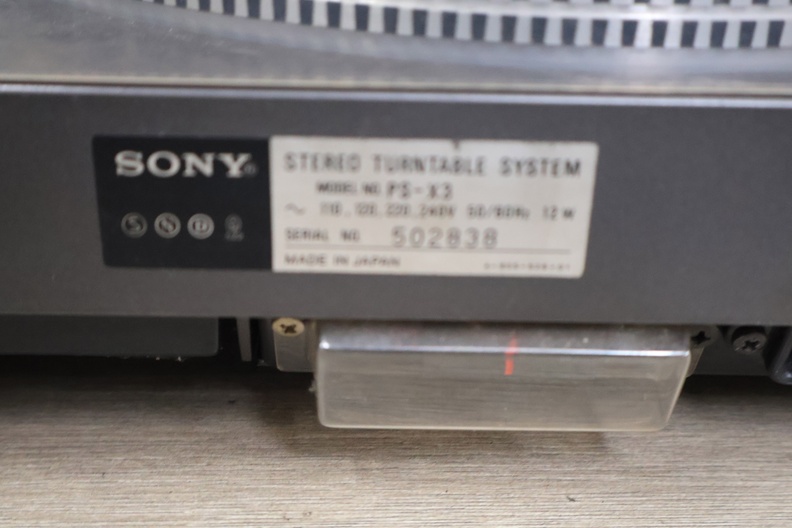 SONY
STEREO TURNTABLE SYSTEM
MODEL NO. PS-X3
~ 110, 120, 220, 240V 50/60Hz 12W
SERIAL NO. 502838
MADE IN JAPAN